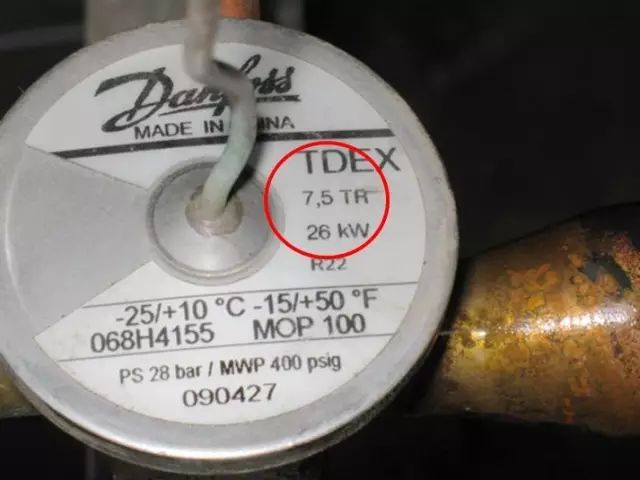 Danfoss
MADE IN CHINA
TDEX
7,5 TR
26 kW
R22
-25/+10 °C -15/+50 °F
068H4155 MOP 100
PS 28 bar / MWP 400 psig
090427